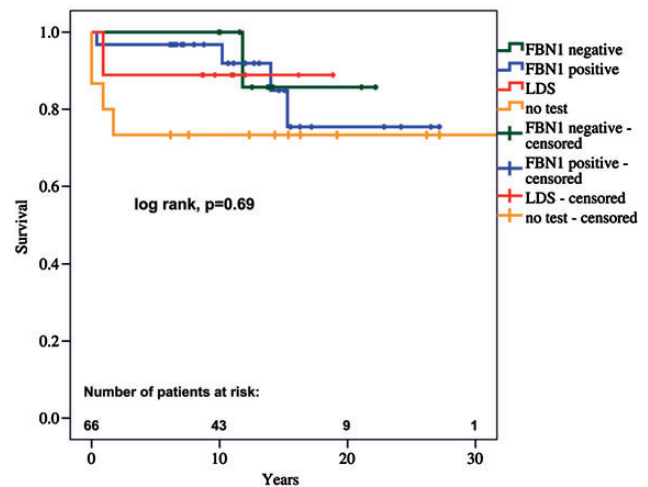 1.0
0.8
0.6
0.4
0.2
0.0
Survival
log rank, p=0.69
Number of patients at risk:
66 43 9 1
0 10 20 30
Years
FBN1 negative
FBN1 positive
LDS
no test
FBN1 negative -
censored
FBN1 positive -
censored
LDS - censored
no test - censored